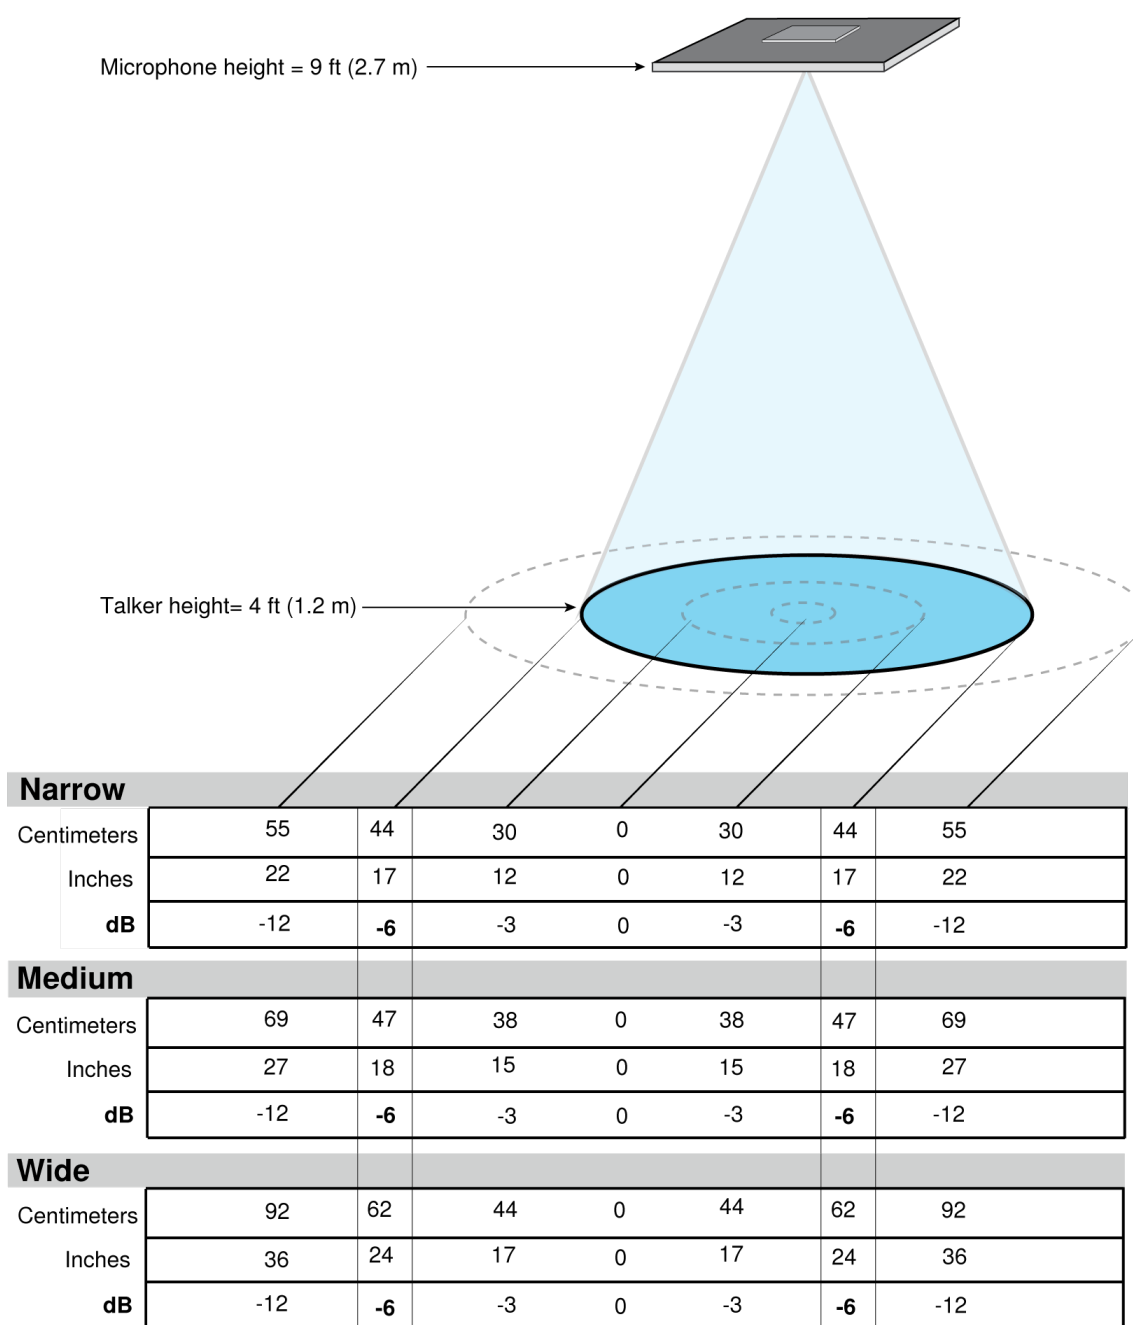 Microphone height = 9 ft (2.7 m)
Talker height= 4 ft (1.2 m)
Narrow
Centimeters 55 44 30 0 30 44 55
Inches 22 17 12 0 12 17 22
dB -12 -6 -3 0 -3 -6 -12
Medium
Centimeters 69 47 38 0 38 47 69
Inches 27 18 15 0 15 18 27
dB -12 -6 -3 0 -3 -6 -12
Wide
Centimeters 92 62 44 0 44 62 92
Inches 36 24 17 0 17 24 36
dB -12 -6 -3 0 -3 -6 -12